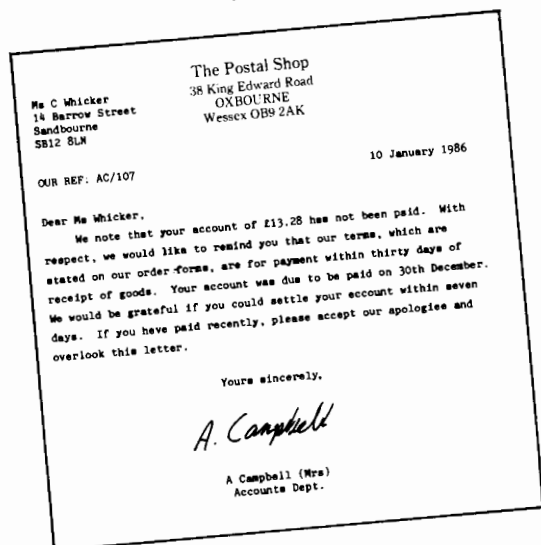 The Postal Shop
38 King Edward Road
OXBOURNE
Wessex OB9 2AK
Ms C Whicker
14 Barrow Street
Sandbourne
SB12 8LM
10 January 1986
OUR REF: AC/107
Dear Ms Whicker,
We note that your account of £13.28 has not been paid. With
respect, we would like to remind you that our terms, which are
stated on our order forms, are for payment within thirty days of
receipt of goods. Your account was due to be paid on 30th December.
We would be grateful if you could settle your account within seven
days. If you have paid recently, please accept our apologies and
overlook this letter.
Yours sincerely,
A. Campbell
A Campbell (Mrs)
Accounts Dept.